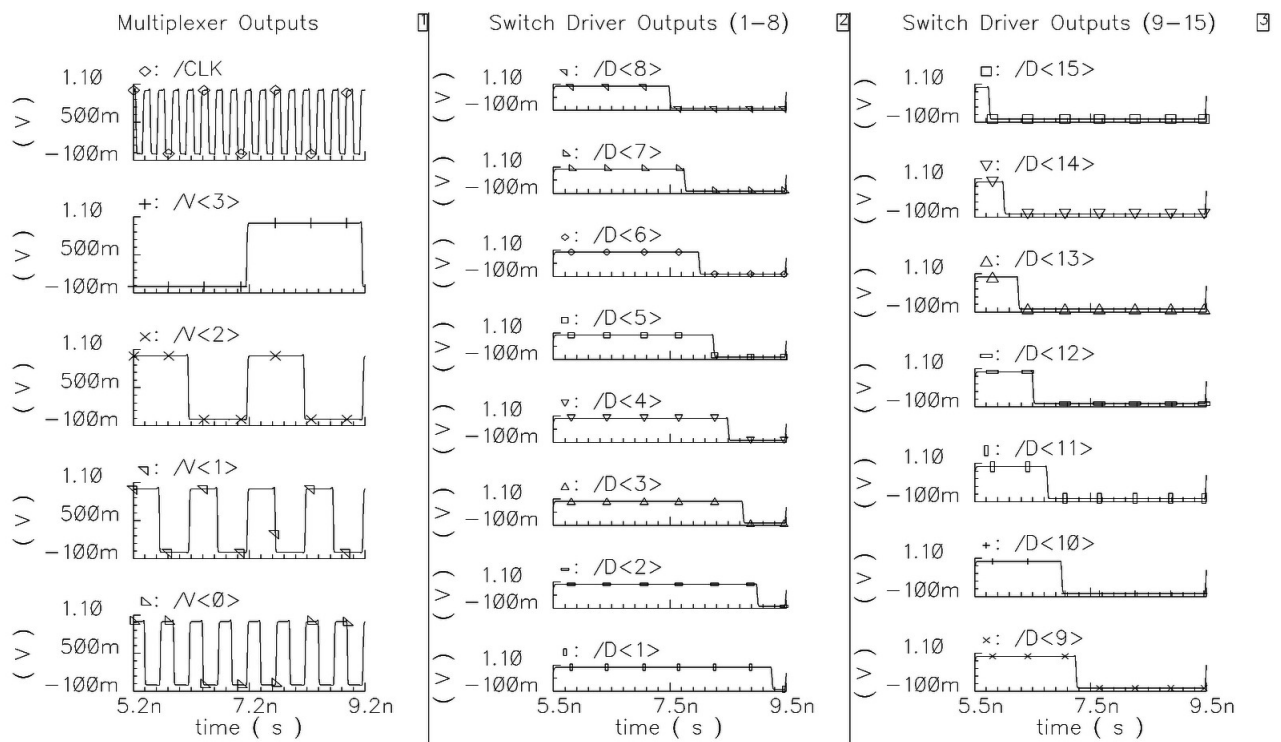 Multiplexer Outputs
1
◇: /CLK
1.10
(V)
500m
-100m
+: /V<3>
1.10
(V)
500m
-100m
×: /V<2>
1.10
(V)
500m
-100m
/V<1>
1.10
(V)
500m
-100m
/V<0>
1.10
(V)
500m
-100m
5.2n 7.2n 9.2n
time ( s )
Switch Driver Outputs (1-8)
2
/D<8>
1.10
(V)
-100m
/D<7>
1.10
(V)
-100m
◇: /D<6>
1.10
(V)
-100m
□: /D<5>
1.10
(V)
-100m
▽: /D<4>
1.10
(V)
-100m
△: /D<3>
1.10
(V)
-100m
/D<2>
1.10
(V)
-100m
/D<1>
1.10
(V)
-100m
5.5n 7.5n 9.5n
time ( s )
Switch Driver Outputs (9-15)
3
□: /D<15>
1.10
(V)
-100m
▽: /D<14>
1.10
(V)
-100m
△: /D<13>
1.10
(V)
-100m
/D<12>
1.10
(V)
-100m
/D<11>
1.10
(V)
-100m
+: /D<10>
1.10
(V)
-100m
×: /D<9>
1.10
(V)
-100m
5.5n 7.5n 9.5n
time ( s )